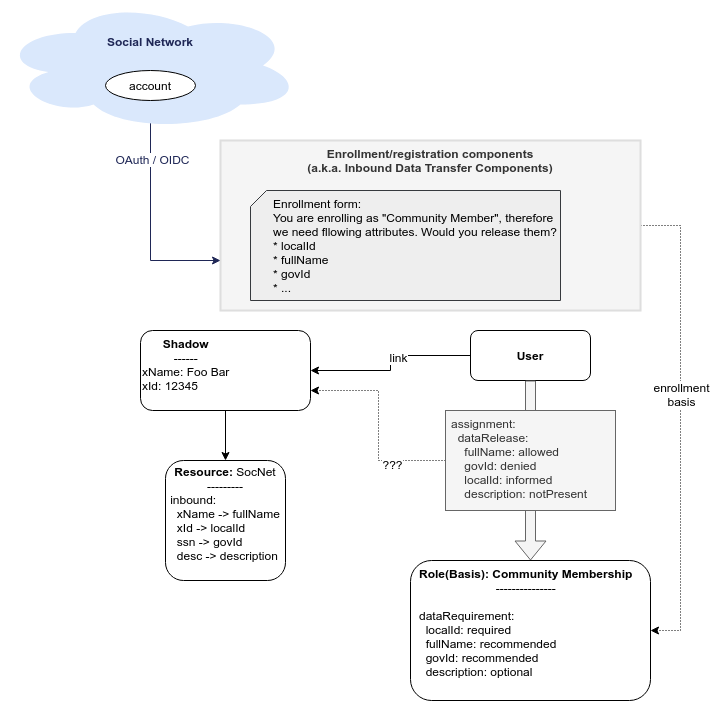 Social Network
account
OAuth / OIDC
Enrollment/registration components
(a.k.a. Inbound Data Transfer Components)
Enrollment form:
You are enrolling as "Community Member", therefore
we need fllowing attributes. Would you release them?
* localId
* fullName
* govId
* ...
Shadow
------
xName: Foo Bar
xId: 12345
link
User
enrollment
basis
assignment:
dataRelease:
fullName: allowed
govId: denied
localId: informed
description: notPresent
???
Resource: SocNet
---------
inbound:
xName -> fullName
xId -> localId
ssn -> govId
desc -> description
Role(Basis): Community Membership
---------------
dataRequirement:
localId: required
fullName: recommended
govId: recommended
description: optional